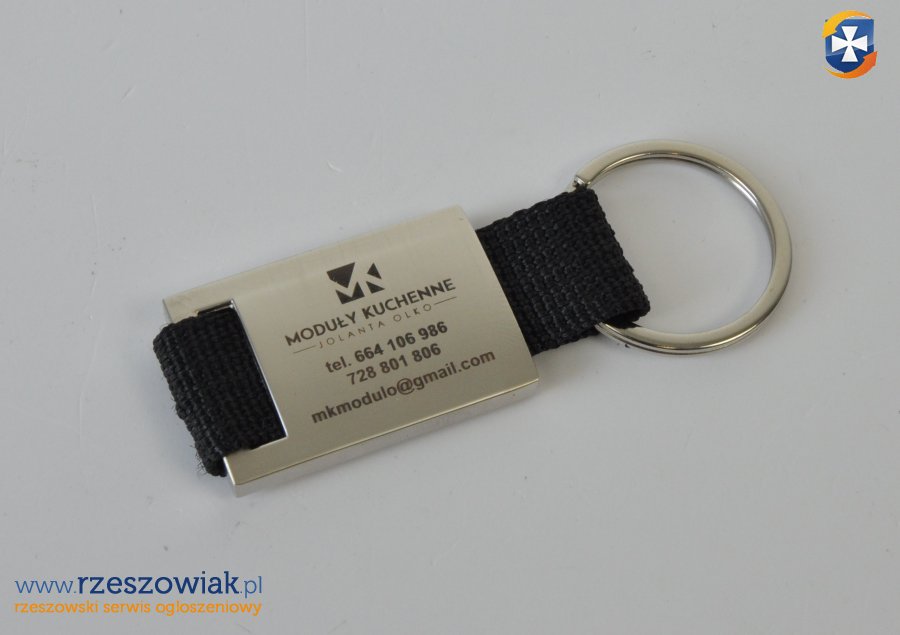 MK
MODUŁY KUCHENNE
JOLANTA OLKO
tel. 664 106 986
728 801 806
mkmodulo@gmail.com
www.rzeszowiak.pl
rzeszowski serwis ogłoszeniowy